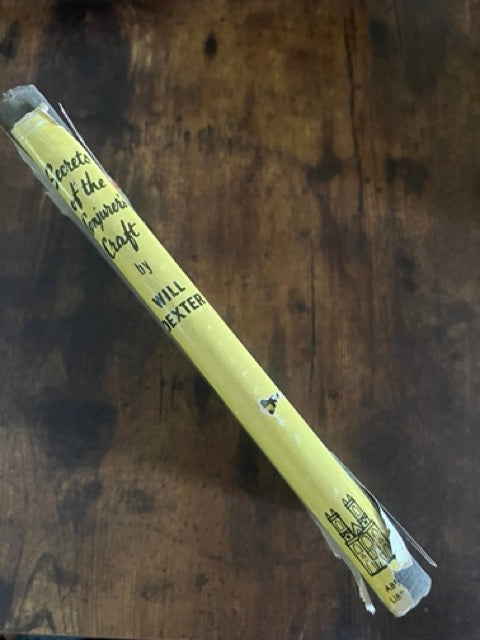 Secrets
of the
Conjurer's
Craft
by
WILL
DEXTER